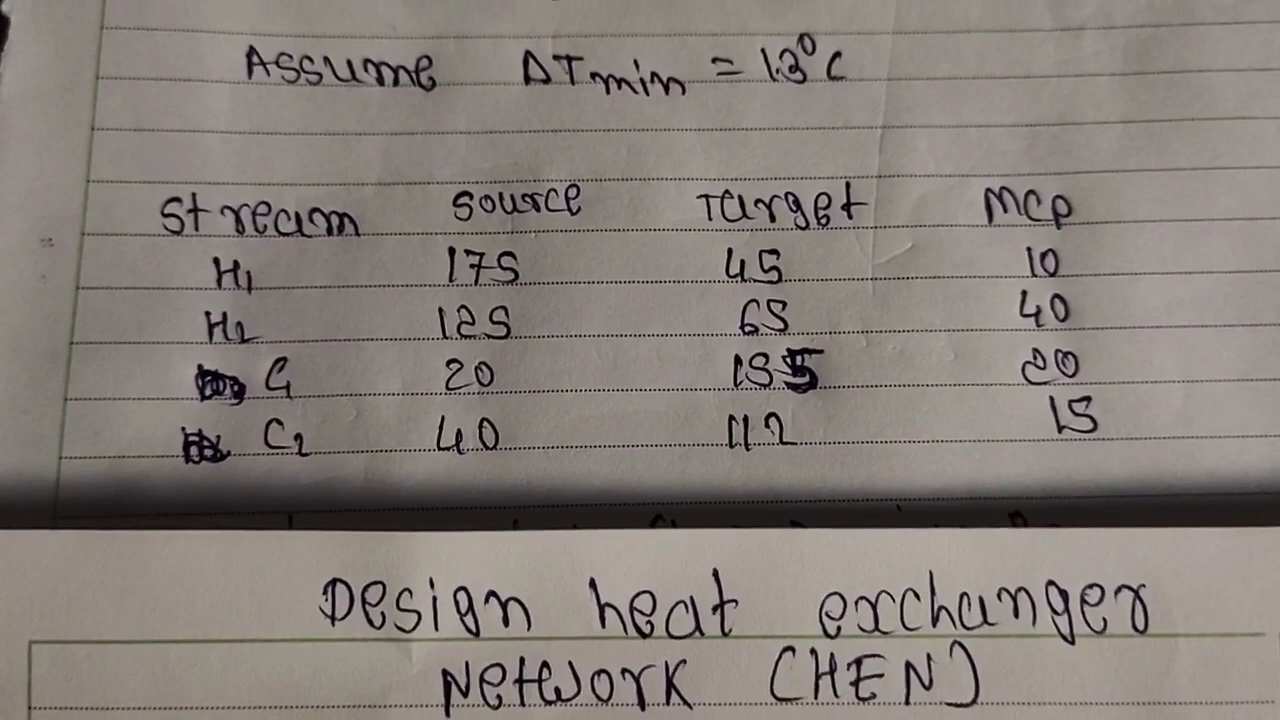 Assume ΔTmin = 13°C
Stream Source Target MCp
H1 175 45 10
H2 125 65 40
C1 20 155 20
C2 40 112 15
Design heat exchanger
Network (HEN)